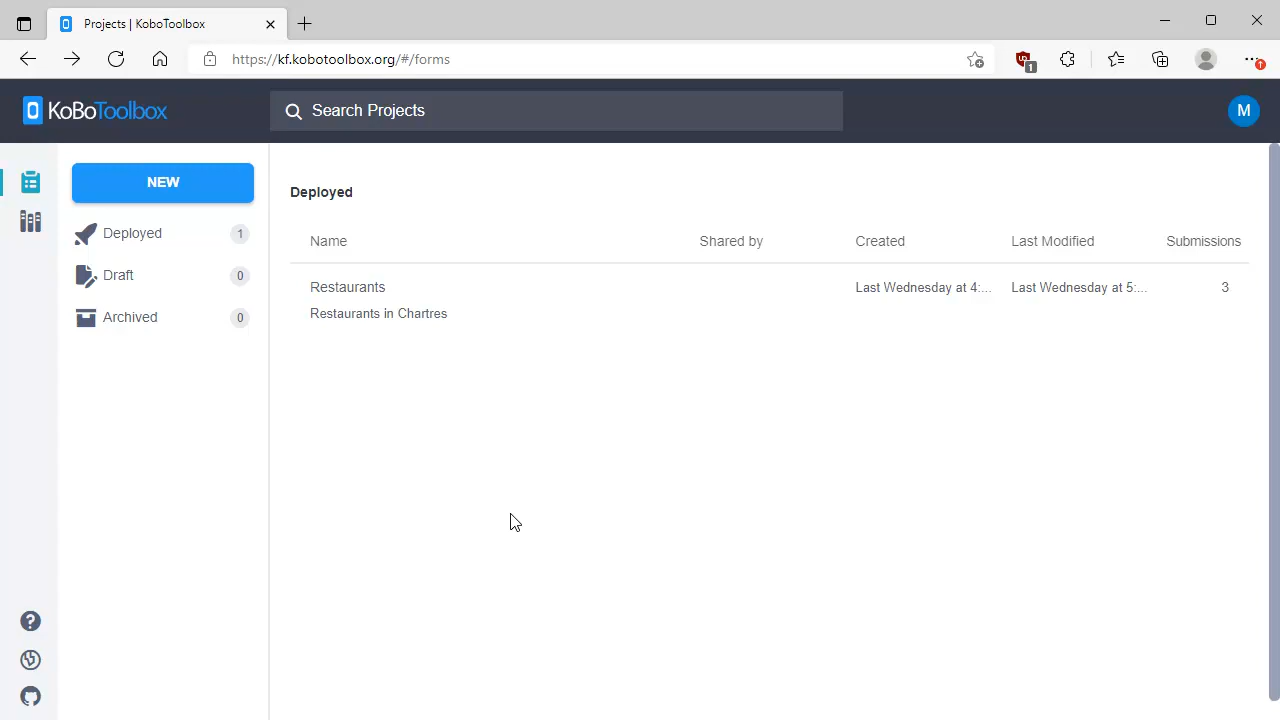 Projects | KoboToolbox
https://kf.kobotoolbox.org/#/forms
1
KoBoToolbox
Search Projects
M
NEW
Deployed 1
Draft 0
Archived 0
Deployed
Name Shared by Created Last Modified Submissions
Restaurants Last Wednesday at 4:... Last Wednesday at 5:... 3
Restaurants in Chartres